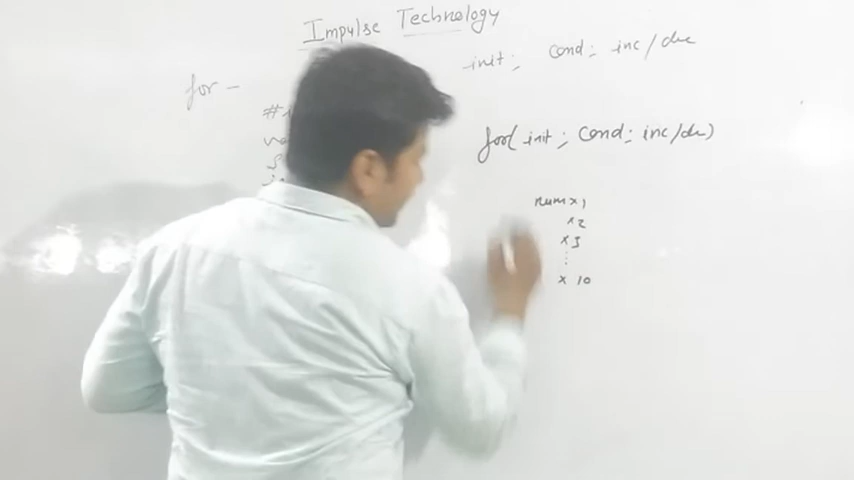 Impulse Technology
init; cond; inc/dec
for -
for( init; cond; inc/dec)
num x 1
x 2
x 3
⋮
x 10